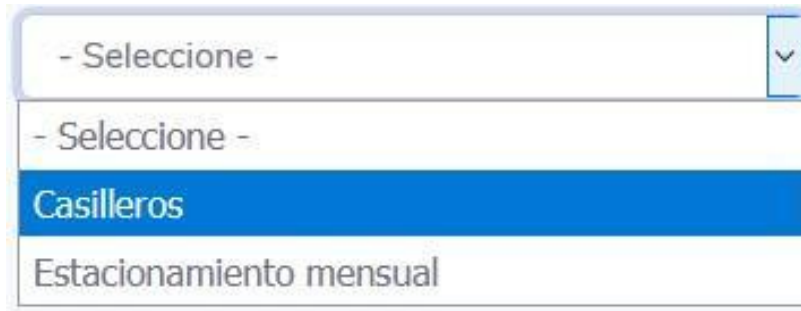 - Seleccione -
- Seleccione -
Casilleros
Estacionamiento mensual